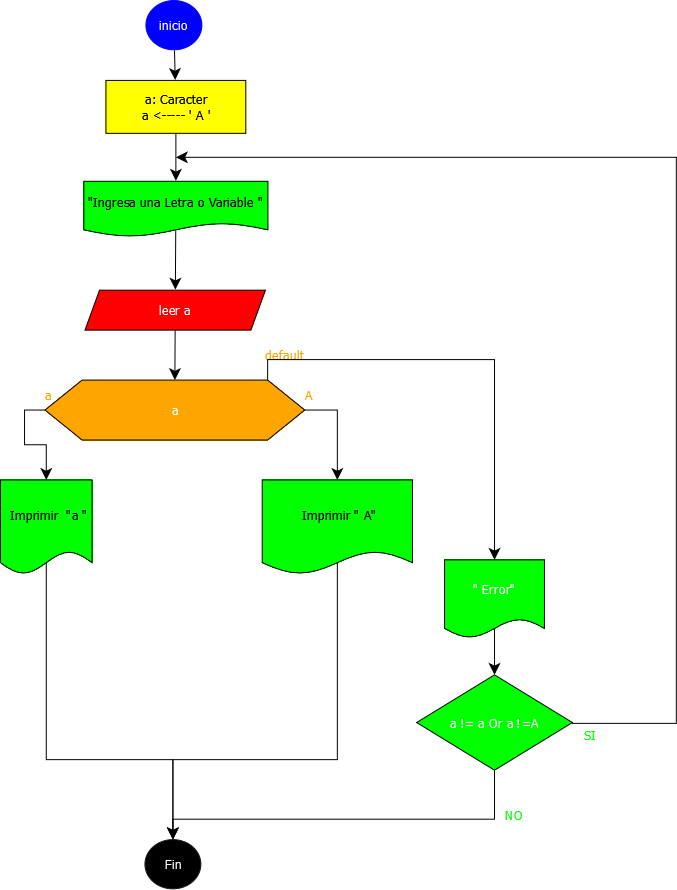 inicio
a: Caracter
a <----- ' A '
"Ingresa una Letra o Variable "
leer a
default
a
A
a
Imprimir "a "
Imprimir " A"
" Error"
a != a Or a !=A
SI
NO
Fin